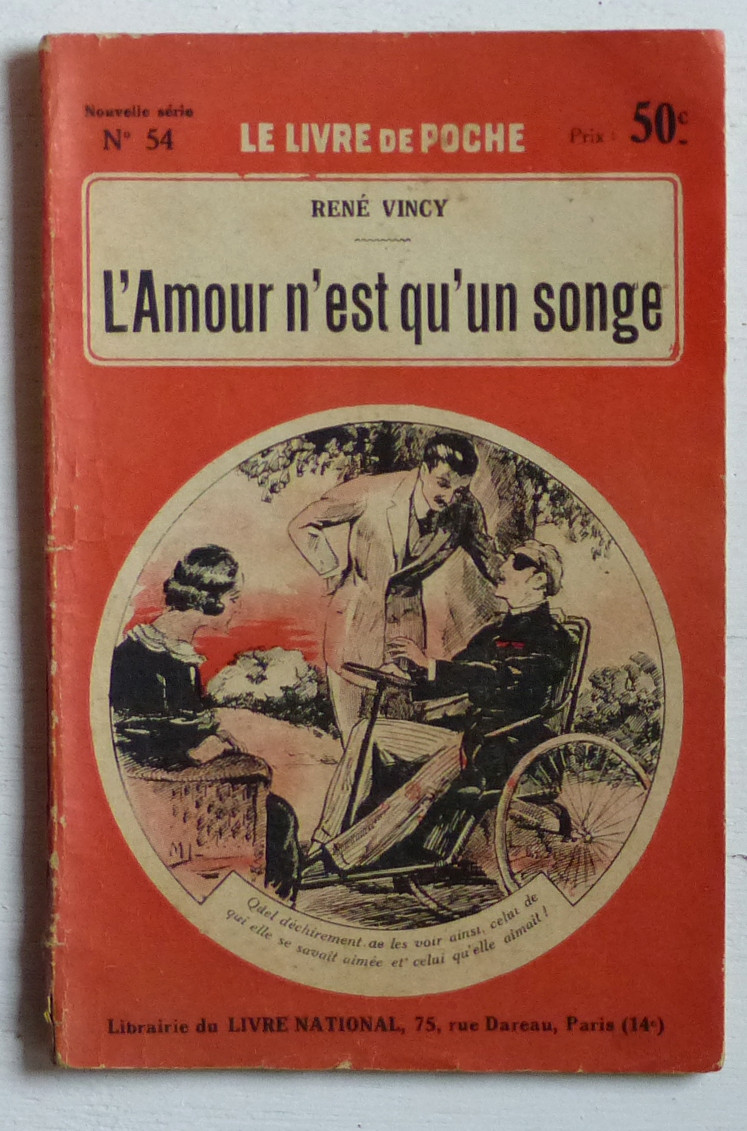 Nouvelle série
N° 54
LE LIVRE DE POCHE
Prix : 50c
RENÉ VINCY
L'Amour n'est qu'un songe
Quel déchirement de les voir ainsi, celui de
qui elle se savait aimée et celui qu'elle aimait !
Librairie du LIVRE NATIONAL, 75, rue Dareau, Paris (14e)